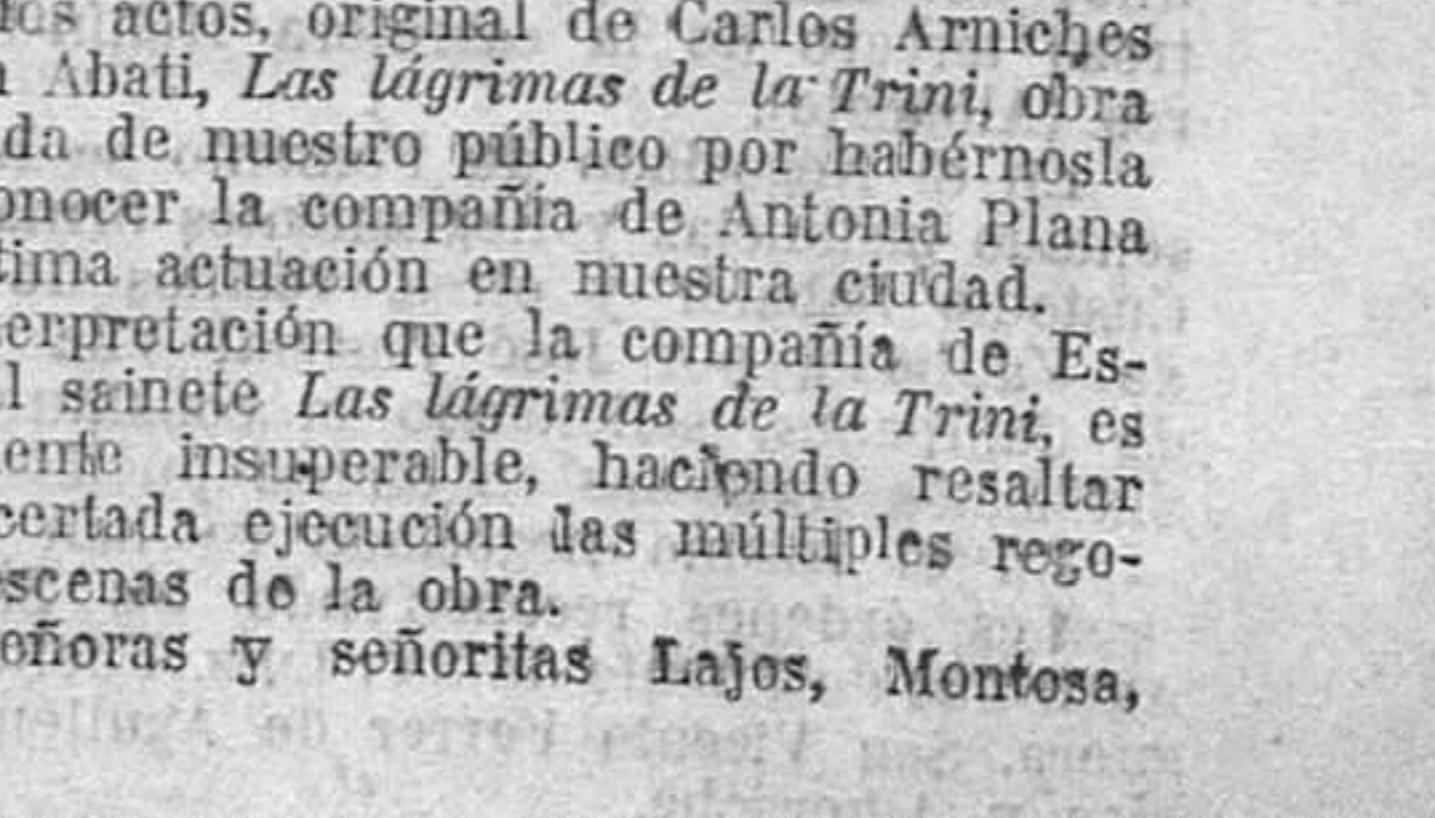 dos actos, original de Carlos Arniches
n Abati, Las lágrimas de la Trini, obra
da de nuestro público por habérnosla
onocer la compañía de Antonia Plana
tima actuación en nuestra ciudad.
erpretación que la compañía de Es-
l sainete Las lágrimas de la Trini, es
ente insuperable, haciendo resaltar
certada ejecución las múltiples rego-
escenas de la obra.
eñoras y señoritas Lajos, Montosa,